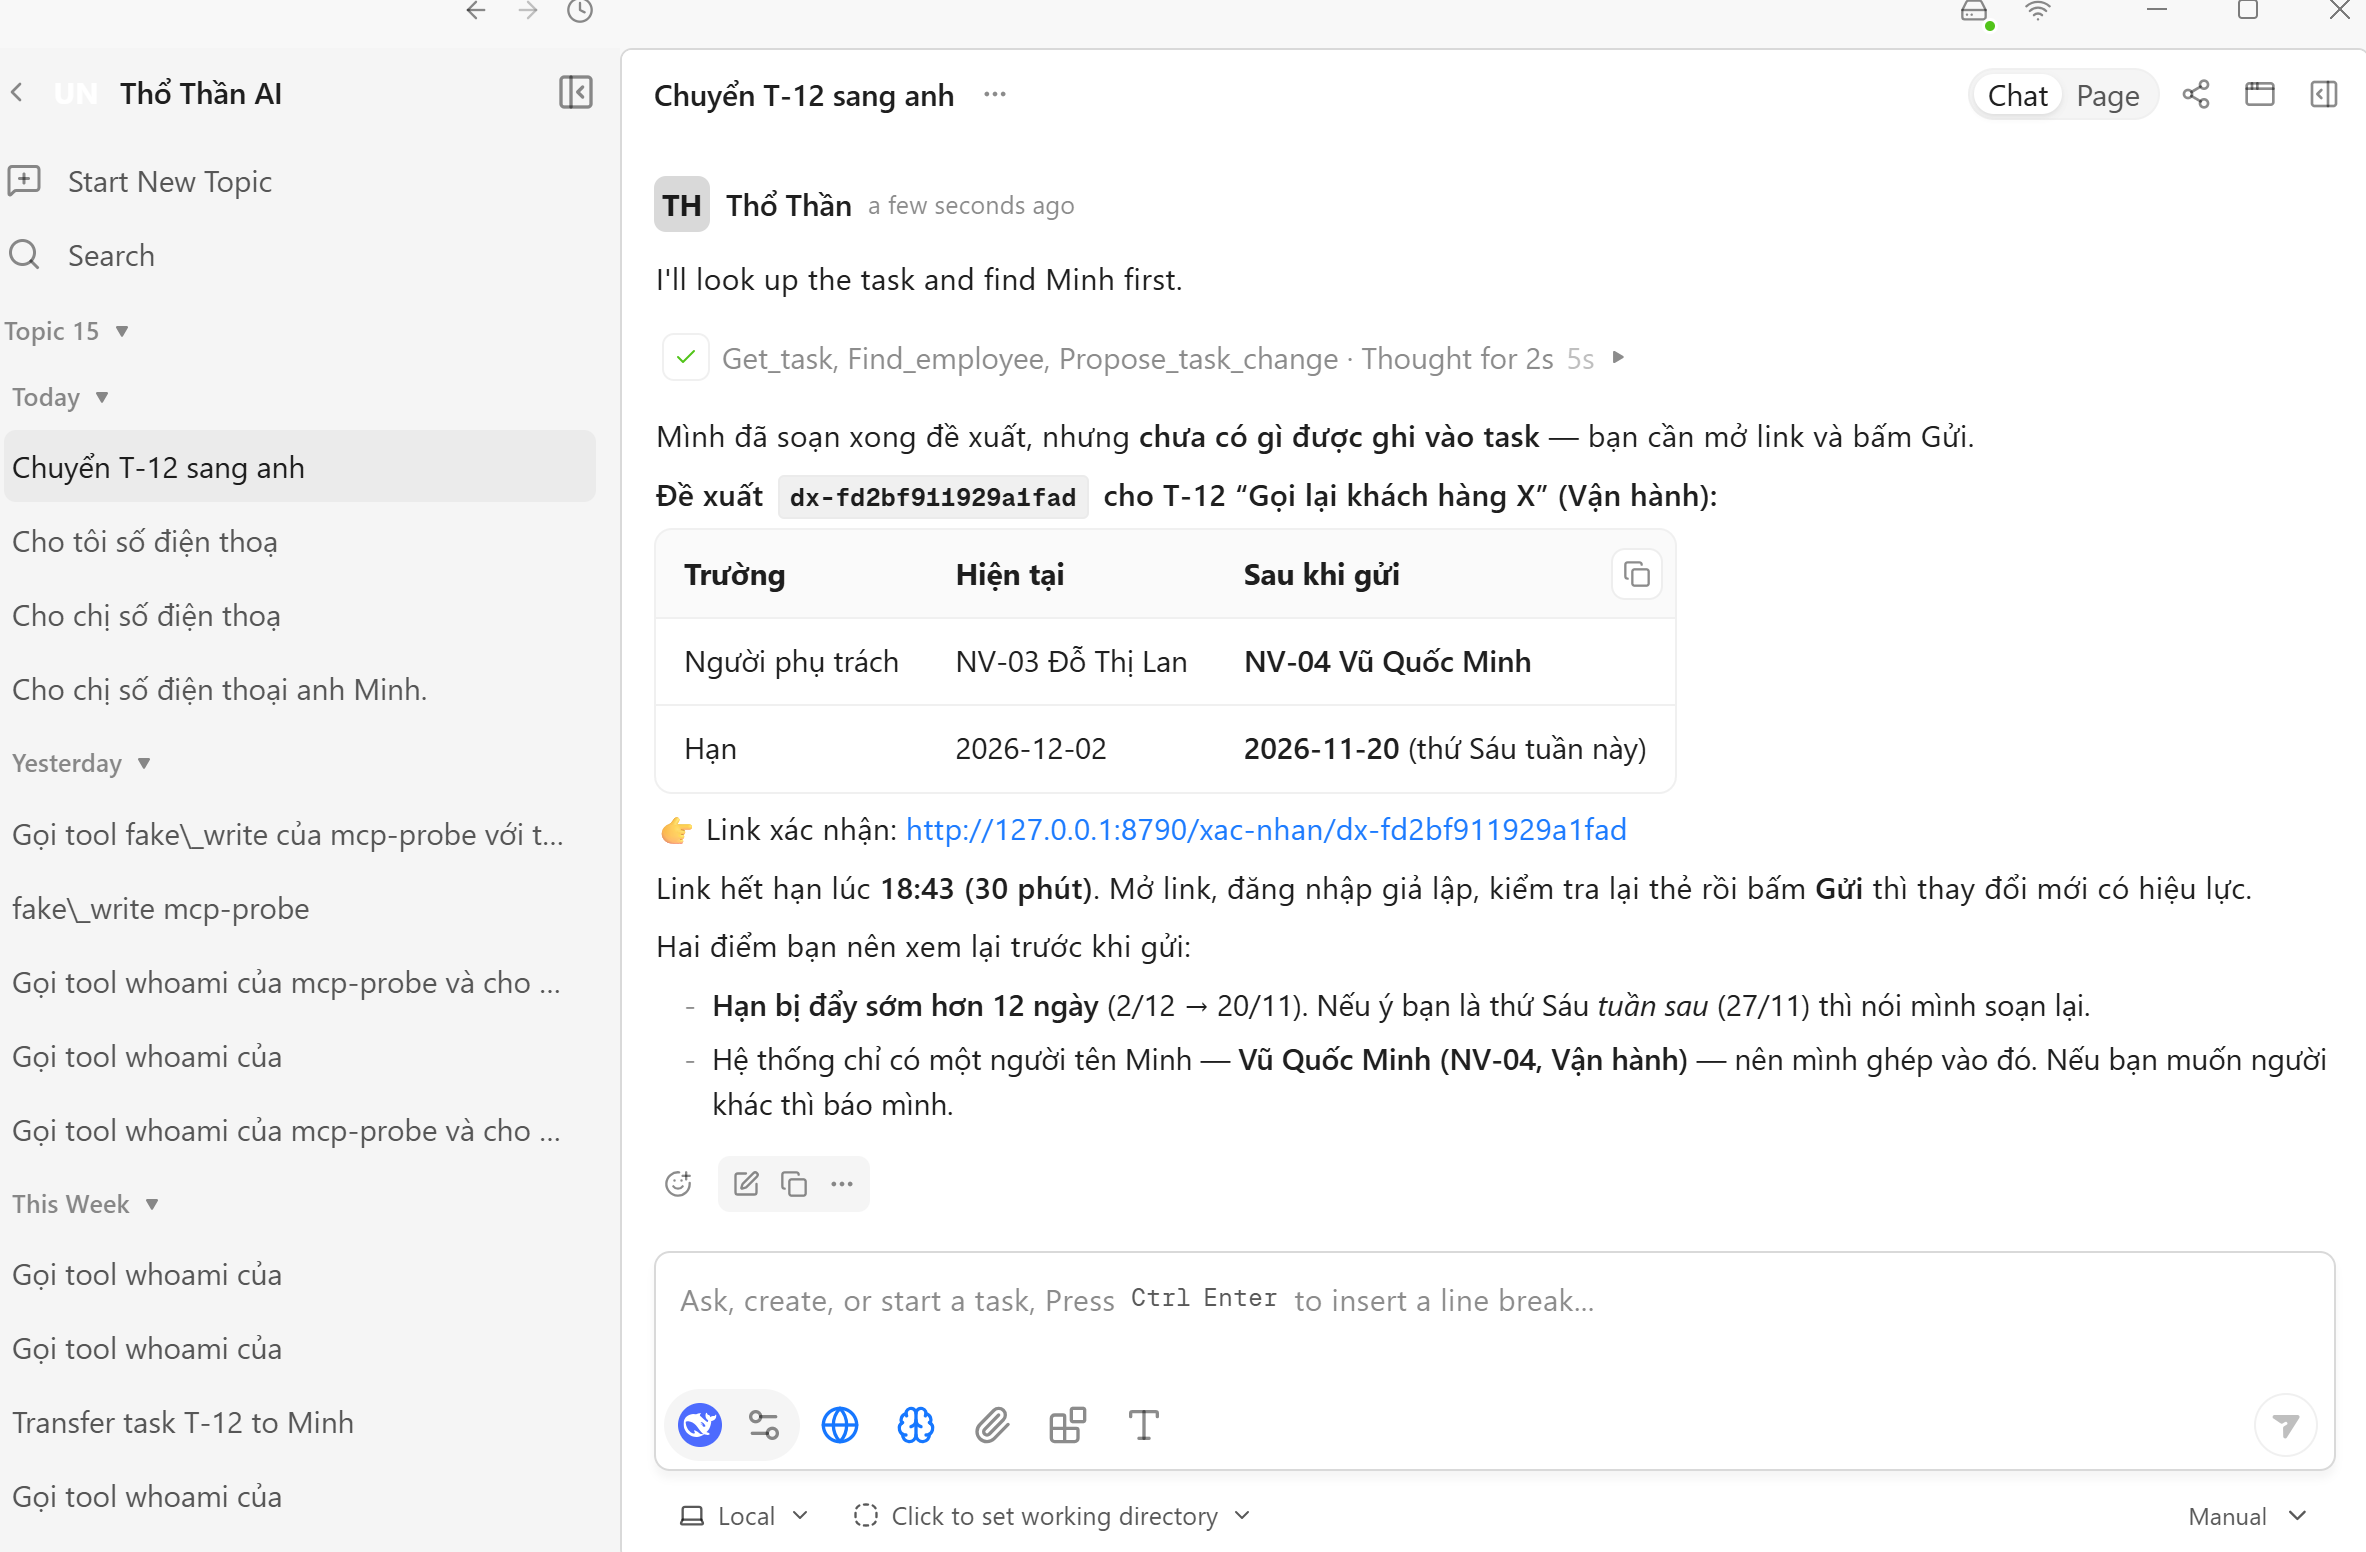 UN Thổ Thần AI
Start New Topic
Search
Topic 15
Today
Chuyển T-12 sang anh
Cho tôi số điện thoạ
Cho chị số điện thoạ
Cho chị số điện thoại anh Minh.
Yesterday
Gọi tool fake\_write của mcp-probe với t...
fake\_write mcp-probe
Gọi tool whoami của mcp-probe và cho ...
Gọi tool whoami của
Gọi tool whoami của mcp-probe và cho ...
This Week
Gọi tool whoami của
Gọi tool whoami của
Transfer task T-12 to Minh
Gọi tool whoami của
Chuyển T-12 sang anh ...
Chat Page
TH Thổ Thần a few seconds ago
I'll look up the task and find Minh first.
Get_task, Find_employee, Propose_task_change · Thought for 2s 5s
Mình đã soạn xong đề xuất, nhưng chưa có gì được ghi vào task — bạn cần mở link và bấm Gửi.
Đề xuất dx-fd2bf911929a1fad cho T-12 “Gọi lại khách hàng X” (Vận hành):
Trường Hiện tại Sau khi gửi
Người phụ trách NV-03 Đỗ Thị Lan NV-04 Vũ Quốc Minh
Hạn 2026-12-02 2026-11-20 (thứ Sáu tuần này)
👉 Link xác nhận: http://127.0.0.1:8790/xac-nhan/dx-fd2bf911929a1fad
Link hết hạn lúc 18:43 (30 phút). Mở link, đăng nhập giả lập, kiểm tra lại thẻ rồi bấm Gửi thì thay đổi mới có hiệu lực.
Hai điểm bạn nên xem lại trước khi gửi:
- Hạn bị đẩy sớm hơn 12 ngày (2/12 → 20/11). Nếu ý bạn là thứ Sáu tuần sau (27/11) thì nói mình soạn lại.
- Hệ thống chỉ có một người tên Minh — Vũ Quốc Minh (NV-04, Vận hành) — nên mình ghép vào đó. Nếu bạn muốn người
khác thì báo mình.
Ask, create, or start a task, Press Ctrl Enter to insert a line break...
Local Click to set working directory Manual